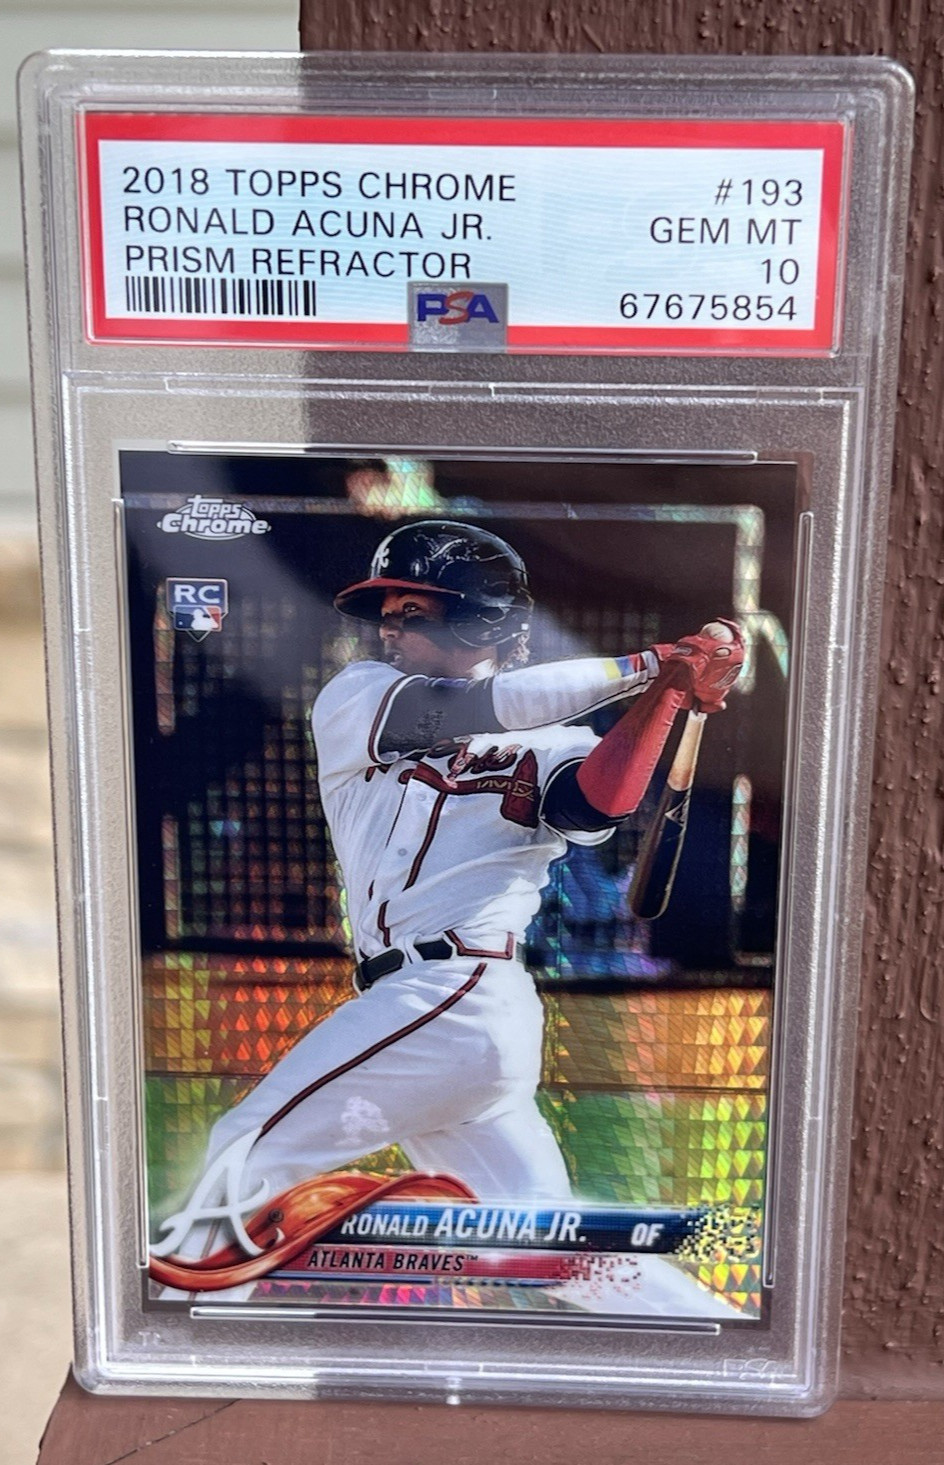 2018 TOPPS CHROME #193
RONALD ACUNA JR. GEM MT
PRISM REFRACTOR 10
PSA 67675854
topps
Chrome
RC
A
A
RONALD ACUNA JR. OF
ATLANTA BRAVES™